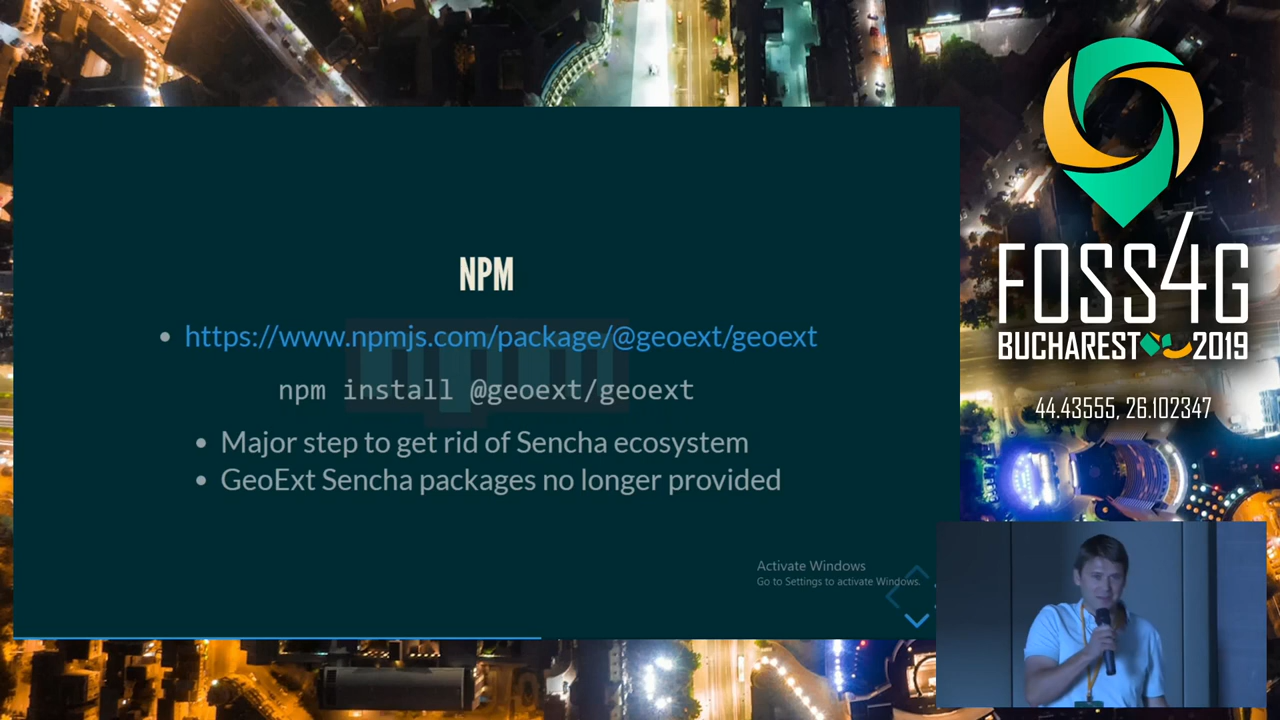 NPM
https://www.npmjs.com/package/@geoext/geoext
npm install @geoext/geoext
Major step to get rid of Sencha ecosystem
GeoExt Sencha packages no longer provided
Activate Windows
Go to Settings to activate Windows.
FOSS4G
BUCHAREST 2019
44.43555, 26.102347